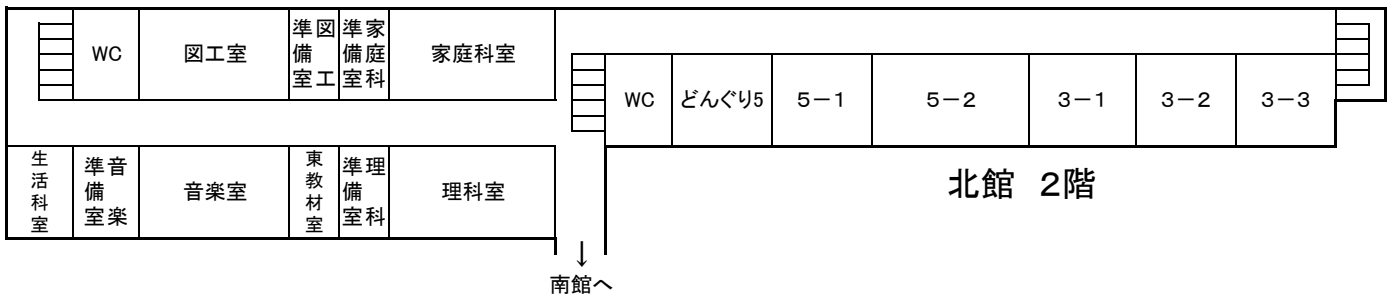 WC
図工室
図工
準備室
家庭科
準備室
家庭科室
WC
どんぐり5
５－１
５－２
３－１
３－２
３－３
生活科室
音楽
準備室
音楽室
東教材室
理科
準備室
理科室
北館　２階
↓
南館へ